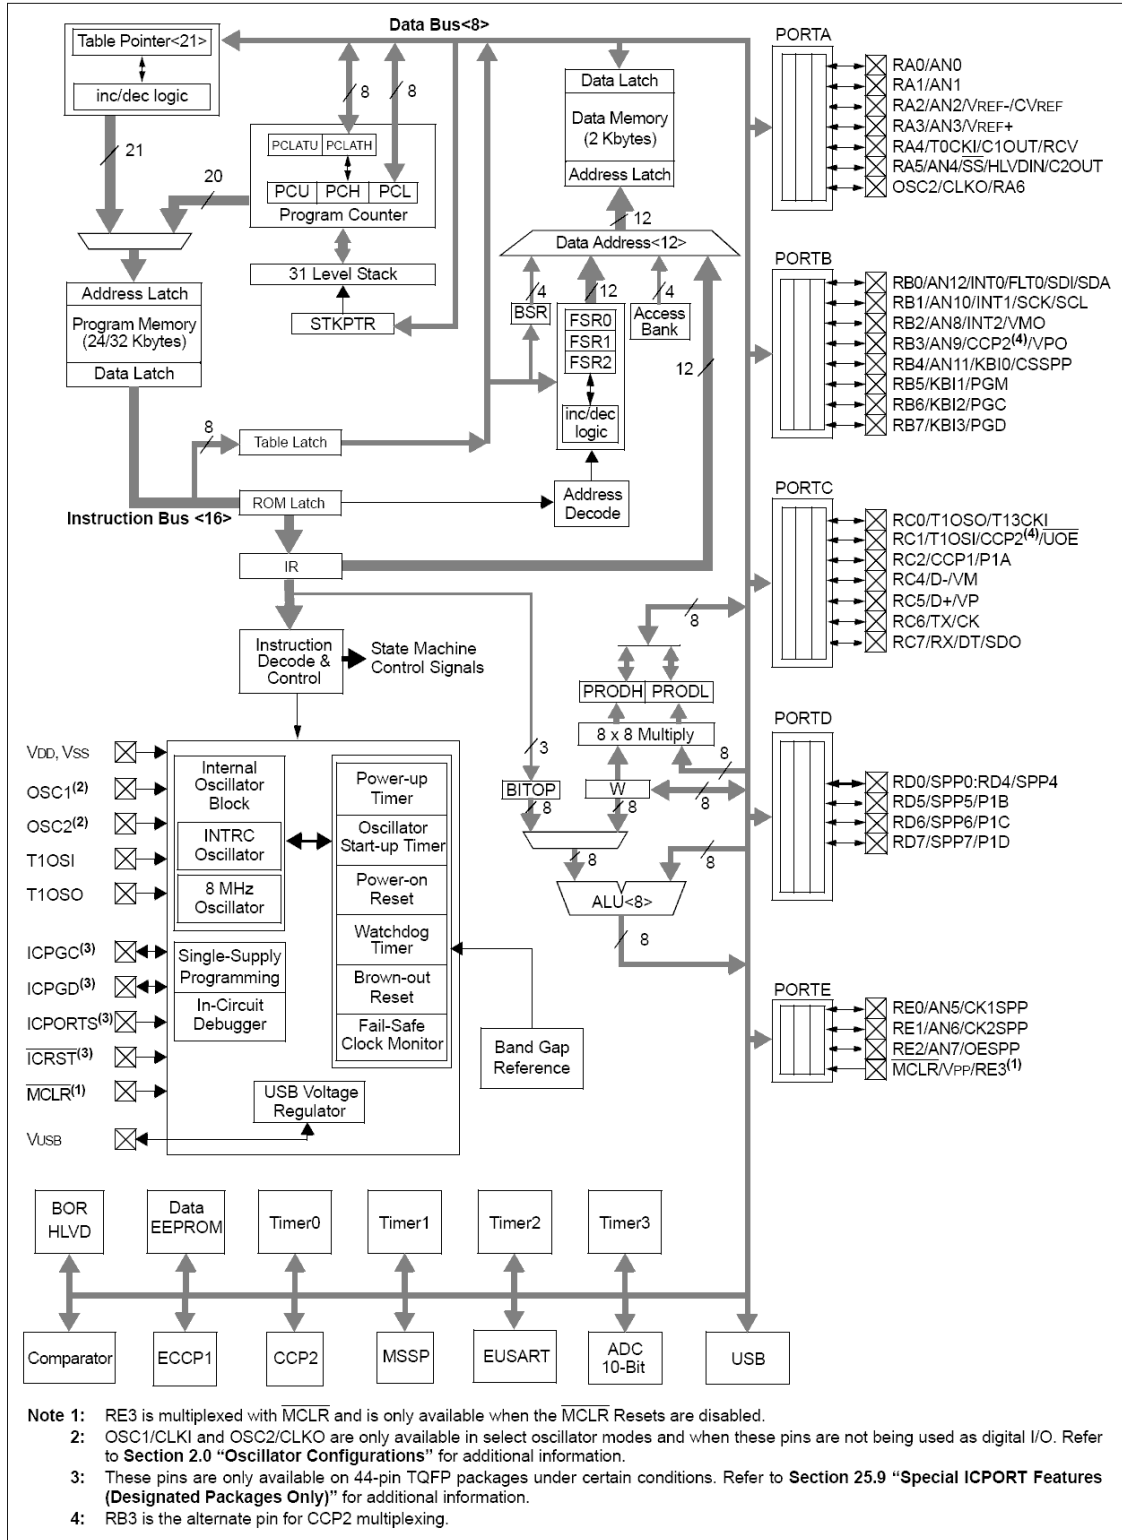 Data Bus<8>
Table Pointer<21>
inc/dec logic
21
20
8
8
PCLATU PCLATH
PCU PCH PCL
Program Counter
31 Level Stack
STKPTR
Address Latch
Program Memory
(24/32 Kbytes)
Data Latch
8
Table Latch
ROM Latch
Instruction Bus <16>
IR
Data Latch
Data Memory
(2 Kbytes)
Address Latch
12
Data Address<12>
4
12
4
BSR
FSR0
FSR1
FSR2
Access
Bank
inc/dec
logic
12
Address
Decode
Instruction
Decode &
Control
State Machine
Control Signals
8
PRODH PRODL
8 x 8 Multiply
8
3
BITOP
W
8
8
8
8
8
ALU<8>
8
VDD, VSS
OSC1(2)
OSC2(2)
T1OSI
T1OSO
ICPGC(3)
ICPGD(3)
ICPORTS(3)
ICRST(3)
MCLR(1)
VUSB
Internal
Oscillator
Block
INTRC
Oscillator
8 MHz
Oscillator
Single-Supply
Programming
In-Circuit
Debugger
Power-up
Timer
Oscillator
Start-up Timer
Power-on
Reset
Watchdog
Timer
Brown-out
Reset
Fail-Safe
Clock Monitor
USB Voltage
Regulator
Band Gap
Reference
PORTA
RA0/AN0
RA1/AN1
RA2/AN2/VREF-/CVREF
RA3/AN3/VREF+
RA4/T0CKI/C1OUT/RCV
RA5/AN4/SS/HLVDIN/C2OUT
OSC2/CLKO/RA6
PORTB
RB0/AN12/INT0/FLT0/SDI/SDA
RB1/AN10/INT1/SCK/SCL
RB2/AN8/INT2/VMO
RB3/AN9/CCP2(4)/VPO
RB4/AN11/KBI0/CSSPP
RB5/KBI1/PGM
RB6/KBI2/PGC
RB7/KBI3/PGD
PORTC
RC0/T1OSO/T13CKI
RC1/T1OSI/CCP2(4)/UOE
RC2/CCP1/P1A
RC4/D-/VM
RC5/D+/VP
RC6/TX/CK
RC7/RX/DT/SDO
PORTD
RD0/SPP0:RD4/SPP4
RD5/SPP5/P1B
RD6/SPP6/P1C
RD7/SPP7/P1D
PORTE
RE0/AN5/CK1SPP
RE1/AN6/CK2SPP
RE2/AN7/OESPP
MCLR/VPP/RE3(1)
BOR
HLVD
Data
EEPROM
Timer0
Timer1
Timer2
Timer3
Comparator
ECCP1
CCP2
MSSP
EUSART
ADC
10-Bit
USB
Note 1: RE3 is multiplexed with MCLR and is only available when the MCLR Resets are disabled.
2: OSC1/CLKI and OSC2/CLKO are only available in select oscillator modes and when these pins are not being used as digital I/O. Refer
to Section 2.0 “Oscillator Configurations” for additional information.
3: These pins are only available on 44-pin TQFP packages under certain conditions. Refer to Section 25.9 “Special ICPORT Features
(Designated Packages Only)” for additional information.
4: RB3 is the alternate pin for CCP2 multiplexing.